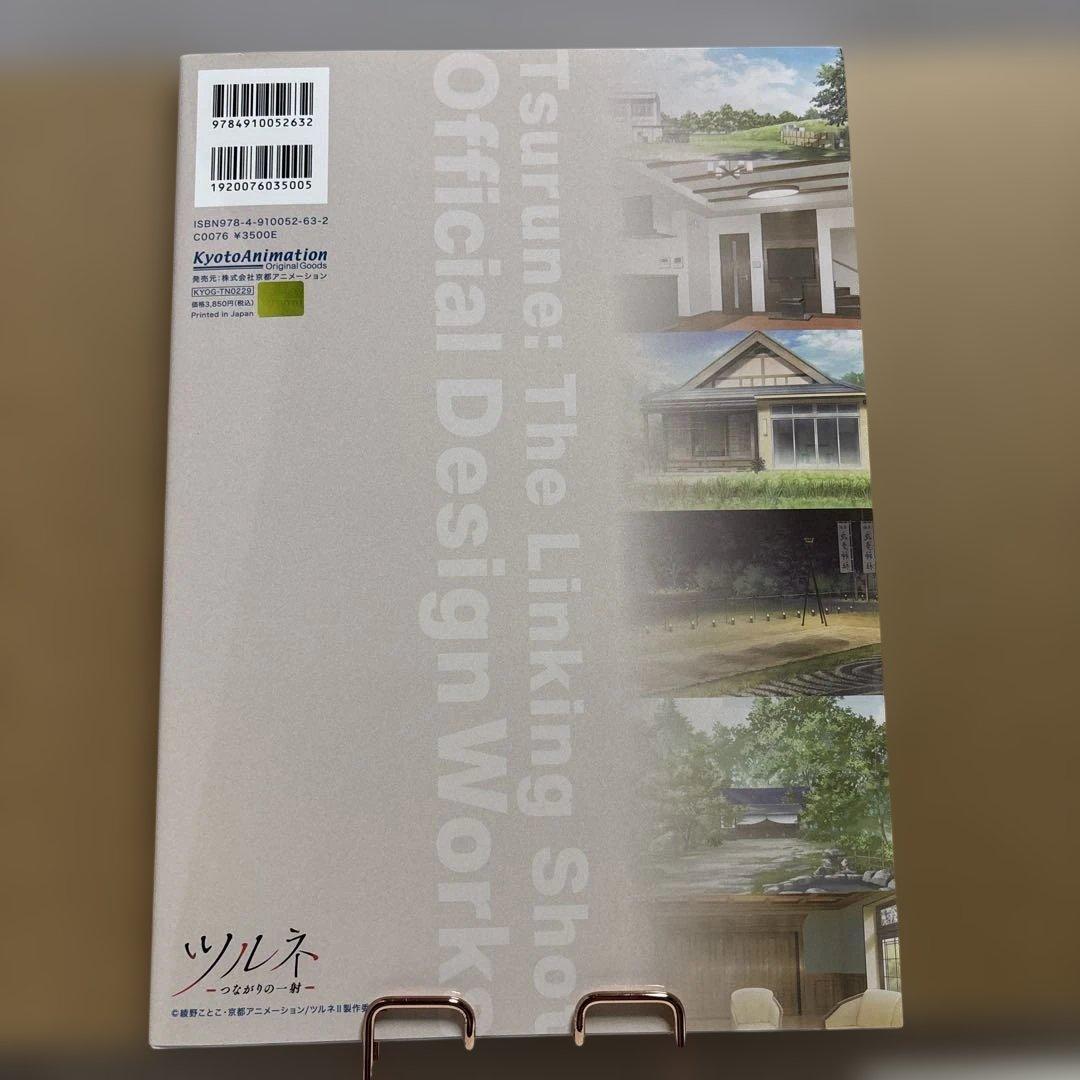 9784910052632
1920076035005
ISBN978-4-910052-63-2
C0076 ¥3500E
KyotoAnimation
Original Goods
発売元:株式会社京都アニメーション
KYOG-TN0229
価格3,850円(税込)
Printed in Japan
Tsurune: The Linking Shot
Official Design Works
ツルネ
ーつながりの一射ー
©綾野ことこ・京都アニメーション/ツルネⅡ製作委